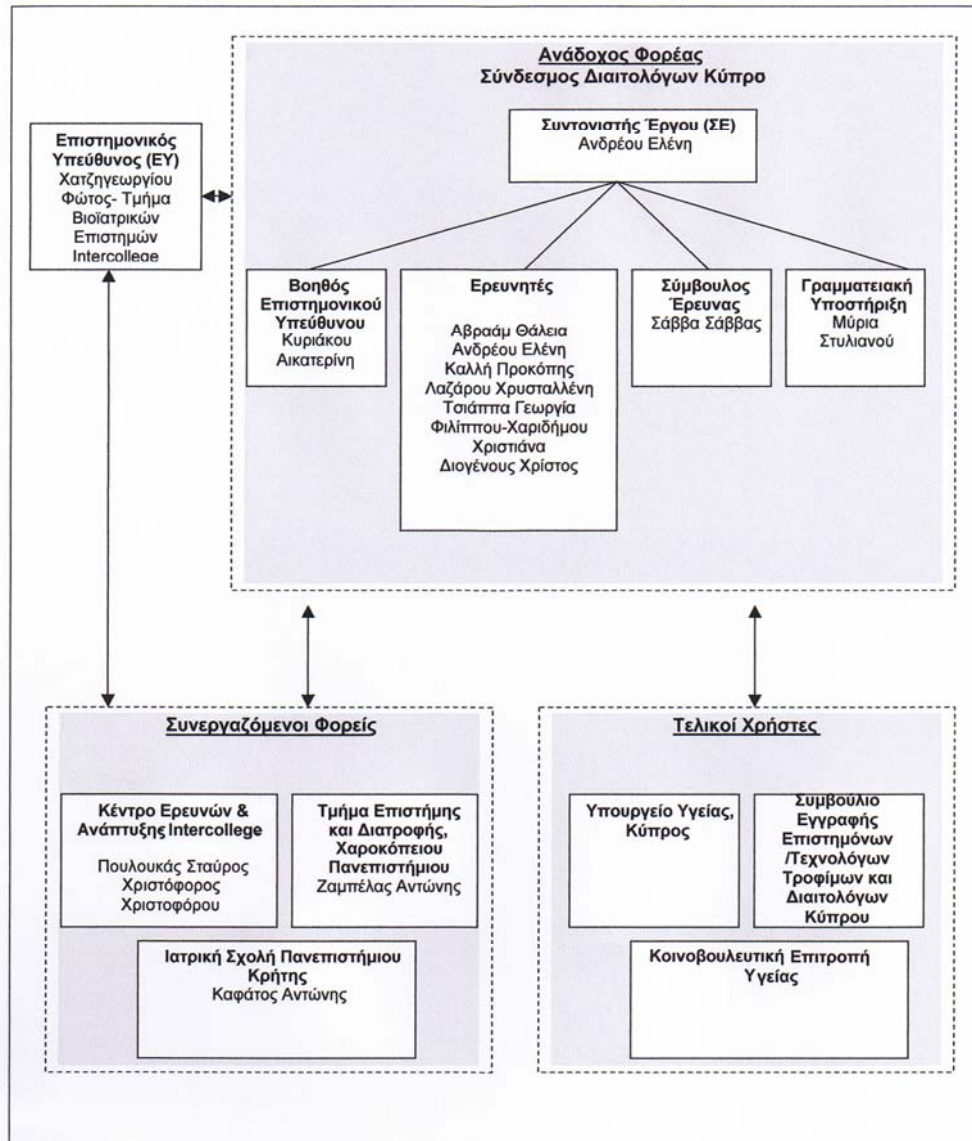 Ανάδοχος Φορέας
Σύνδεσμος Διαιτολόγων Κύπρο
Συντονιστής Έργου (ΣΕ)
Ανδρέου Ελένη
Επιστημονικός
Υπεύθυνος (ΕΥ)
Χατζηγεωργίου
Φώτος- Τμήμα
Βιοϊατρικών
Επιστημών
Intercollege
Βοηθός
Επιστημονικού
Υπεύθυνου
Κυριάκου
Αικατερίνη
Ερευνητές
Αβραάμ Θάλεια
Ανδρέου Ελένη
Καλλή Προκόπης
Λαζάρου Χρυσταλλένη
Τσιάππα Γεωργία
Φιλίππου-Χαριδήμου
Χριστιάνα
Διογένους Χρίστος
Σύμβουλος
Έρευνας
Σάββα Σάββας
Γραμματειακή
Υποστήριξη
Μύρια
Στυλιανού
Συνεργαζόμενοι Φορείς
Κέντρο Ερευνών &
Ανάπτυξης Intercollege
Πουλουκάς Σταύρος
Χριστόφορος
Χριστοφόρου
Τμήμα Επιστήμης
και Διατροφής,
Χαροκόπειου
Πανεπιστήμιου
Ζαμπέλας Αντώνης
Ιατρική Σχολή Πανεπιστήμιου
Κρήτης
Καφάτος Αντώνης
Τελικοί Χρήστες
Υπουργείο Υγείας,
Κύπρος
Συμβούλιο
Εγγραφής
Επιστημόνων
/Τεχνολόγων
Τροφίμων και
Διαιτολόγων
Κύπρου
Κοινοβουλευτική Επιτροπή
Υγείας